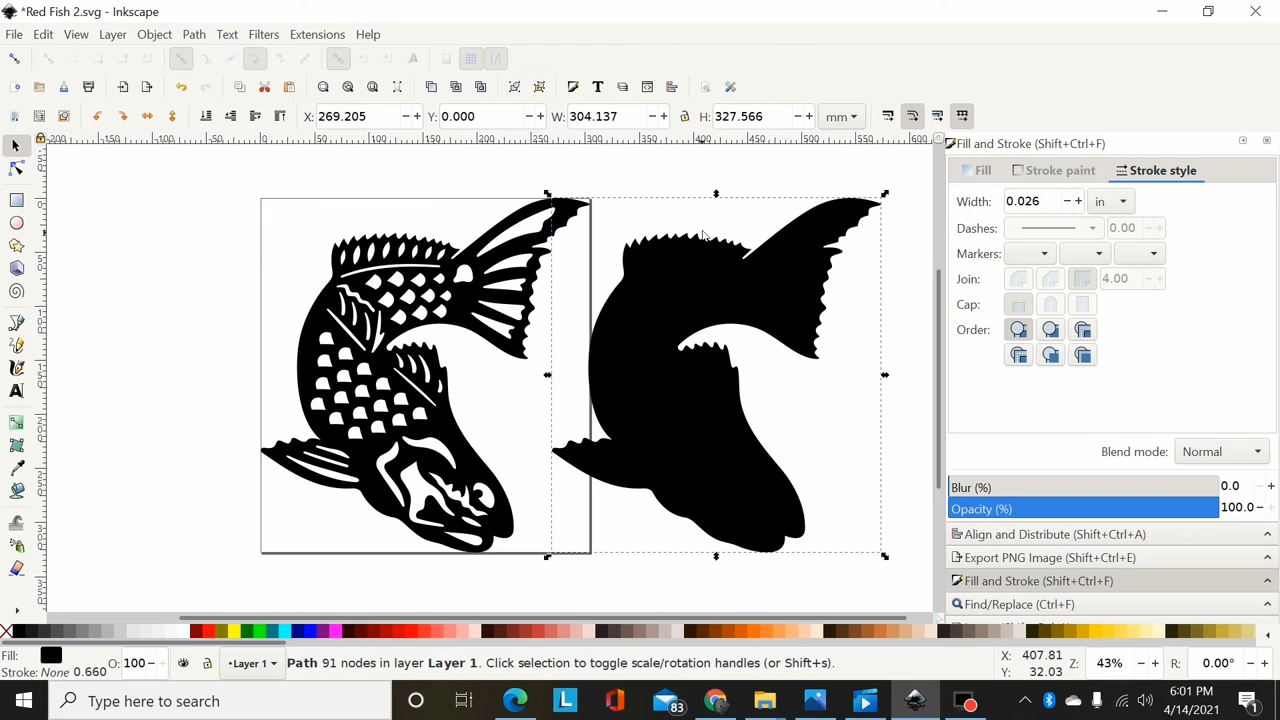 *Red Fish 2.svg - Inkscape
File Edit View Layer Object Path Text Filters Extensions Help
X: 269.205 Y: 0.000 W: 304.137 H: 327.566 mm
Fill and Stroke (Shift+Ctrl+F)
Fill Stroke paint Stroke style
Width: 0.026 in
Dashes: 0.00
Markers:
Join: 4.00
Cap:
Order:
Blend mode: Normal
Blur (%) 0.0
Opacity (%) 100.0
Align and Distribute (Shift+Ctrl+A)
Export PNG Image (Shift+Ctrl+E)
Fill and Stroke (Shift+Ctrl+F)
Find/Replace (Ctrl+F)
Fill:
Stroke: None 0.660
O: 100
Layer 1
Path 91 nodes in layer Layer 1. Click selection to toggle scale/rotation handles (or Shift+s).
X: 407.81
Y: 32.03
Z: 43% R: 0.00°
Type here to search
83
6:01 PM
4/14/2021
1